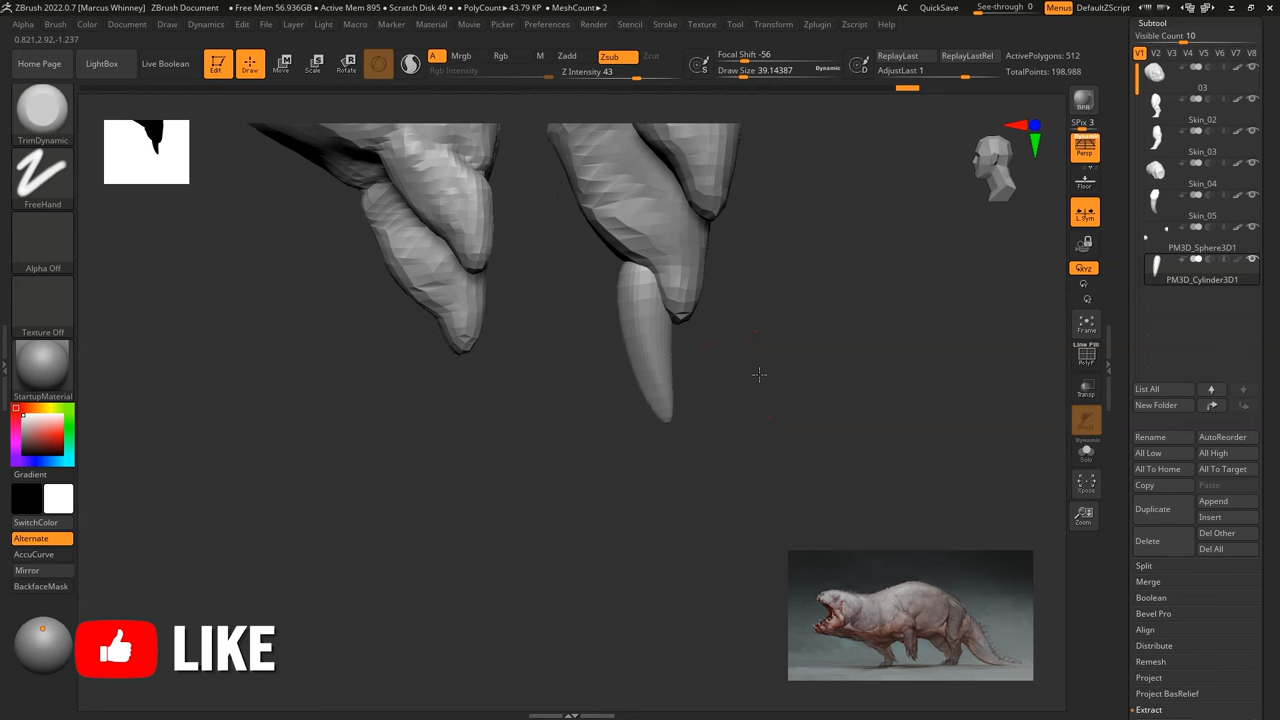 ZBrush 2022.0.7 [Marcus Whinney]
ZBrush Document
• Free Mem 56.936GB • Active Mem 895 • Scratch Disk 49 • PolyCount▸43.79 KP • MeshCount▸2
AC
QuickSave
See-through 0
Menus
DefaultZScript
Alpha Brush Color Document Draw Dynamics Edit File Layer Light Macro Marker Material Movie Picker Preferences Render Stencil Stroke Texture Tool Transform Zplugin Zscript Help
0.821,2.92,-1.237
Home Page
LightBox
Live Boolean
Edit
Draw
Move
Scale
Rotate
A
Mrgb
Rgb
M
Zadd
Zsub
Zcut
Rgb Intensity
Z Intensity 43
S
Focal Shift -56
Draw Size 39.14387
Dynamic
D
ReplayLast
ReplayLastRel
AdjustLast 1
ActivePolygons: 512
TotalPoints: 198,988
TrimDynamic
FreeHand
Alpha Off
Texture Off
StartupMaterial
Gradient
SwitchColor
Alternate
AccuCurve
Mirror
BackfaceMask
LIKE
BPR
SPix 3
Dynamic
Persp
Floor
L.Sym
XYZ
Frame
Line Fill
PolyF
Transp
Dynamic
Solo
Xpose
Zoom
Subtool
Visible Count 10
V1 V2 V3 V4 V5 V6 V7 V8
03
Skin_02
Skin_03
Skin_04
Skin_05
PM3D_Sphere3D1
PM3D_Cylinder3D1
List All
New Folder
Rename
AutoReorder
All Low
All High
All To Home
All To Target
Copy
Paste
Duplicate
Append
Insert
Delete
Del Other
Del All
Split
Merge
Boolean
Bevel Pro
Align
Distribute
Remesh
Project
Project BasRelief
Extract